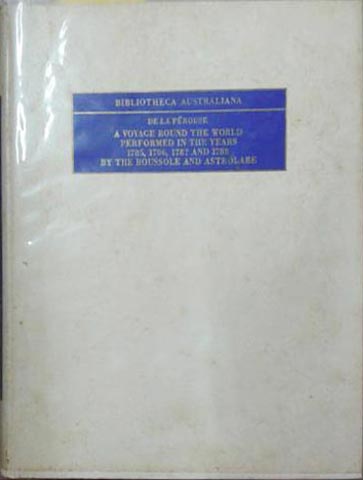 BIBLIOTHECA AUSTRALIANA
DE LA PÉROUSE
A VOYAGE ROUND THE WORLD
PERFORMED IN THE YEARS
1785, 1786, 1787 AND 1788
BY THE BOUSSOLE AND ASTROLABE